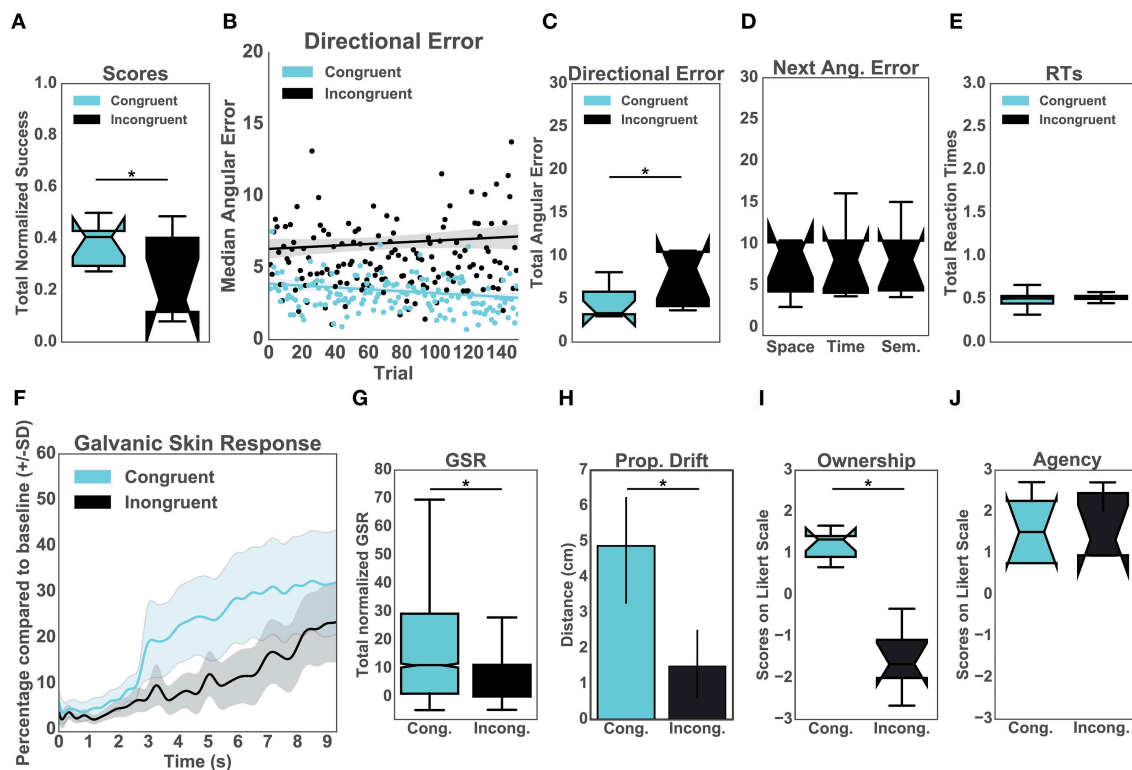 A
Scores
Total Normalized Success
1.0
0.8
0.6
0.4
0.2
0.0
Congruent
Incongruent
*
B
Directional Error
Median Angular Error
20
15
10
5
0
Congruent
Incongruent
0 20 40 60 80 100 120 140
Trial
C
Directional Error
Total Angular Error
30
25
20
15
10
5
0
Congruent
Incongruent
*
D
Next Ang. Error
30
25
20
15
10
5
0
Space Time Sem.
E
RTs
Total Reaction Times
3.0
2.5
2.0
1.5
1.0
0.5
0.0
Congruent
Incongruent
F
Galvanic Skin Response
Percentage compared to baseline (+/-SD)
60
50
40
30
20
10
0
Congruent
Inongruent
0 1 2 3 4 5 6 7 8 9
Time (s)
G
GSR
Total normalized GSR
80
70
60
50
40
30
20
10
0
*
Cong. Incong.
H
Prop. Drift
Distance (cm)
7
6
5
4
3
2
1
0
*
Cong. Incong.
I
Ownership
Scores on Likert Scale
3
2
1
0
−1
−2
−3
*
Cong. Incong.
J
Agency
Scores on Likert Scale
3
2
1
0
−1
−2
−3
Cong. Incong.